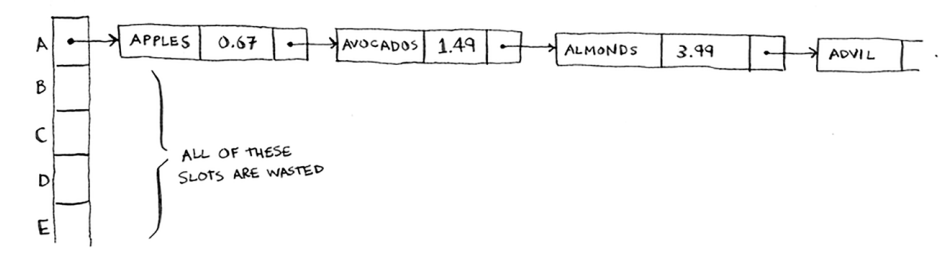 A
APPLES 0.67
AVOCADOS 1.49
ALMONDS 3.99
ADVIL
B
C
D
E
ALL OF THESE
SLOTS ARE WASTED